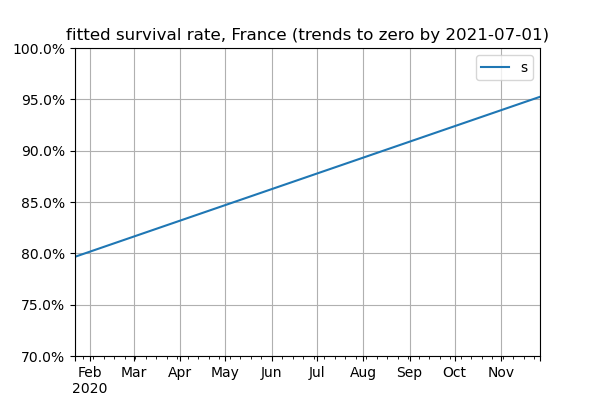 fitted survival rate, France (trends to zero by 2021-07-01)
100.0%
s
95.0%
90.0%
85.0%
80.0%
75.0%
70.0%
Feb Mar Apr May Jun Jul Aug Sep Oct Nov
2020